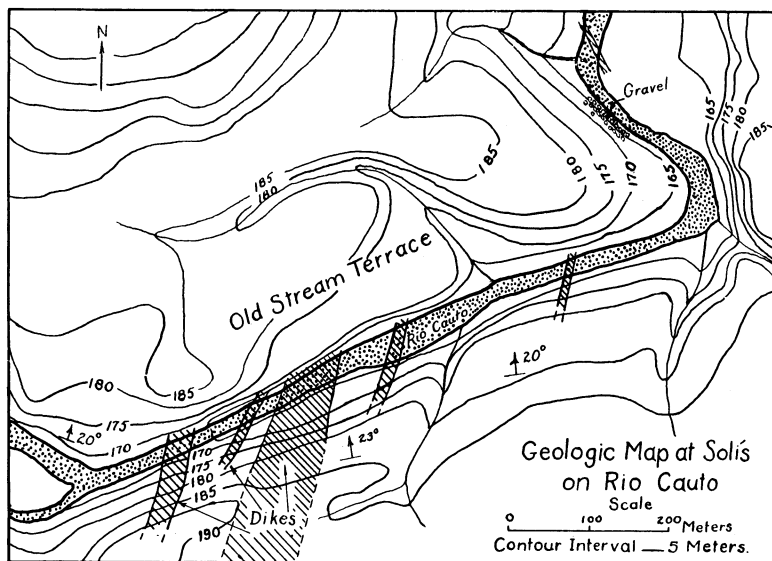 N
Gravel
165
175
180
185
185
180
175
170
165
185
180
Old Stream Terrace
Rio Cauto
180
185
175
20°
170
20°
23°
170
175
180
185
190
Dikes
Geologic Map at Solís
on Rio Cauto
Scale
0 100 200 Meters
Contour Interval — 5 Meters.